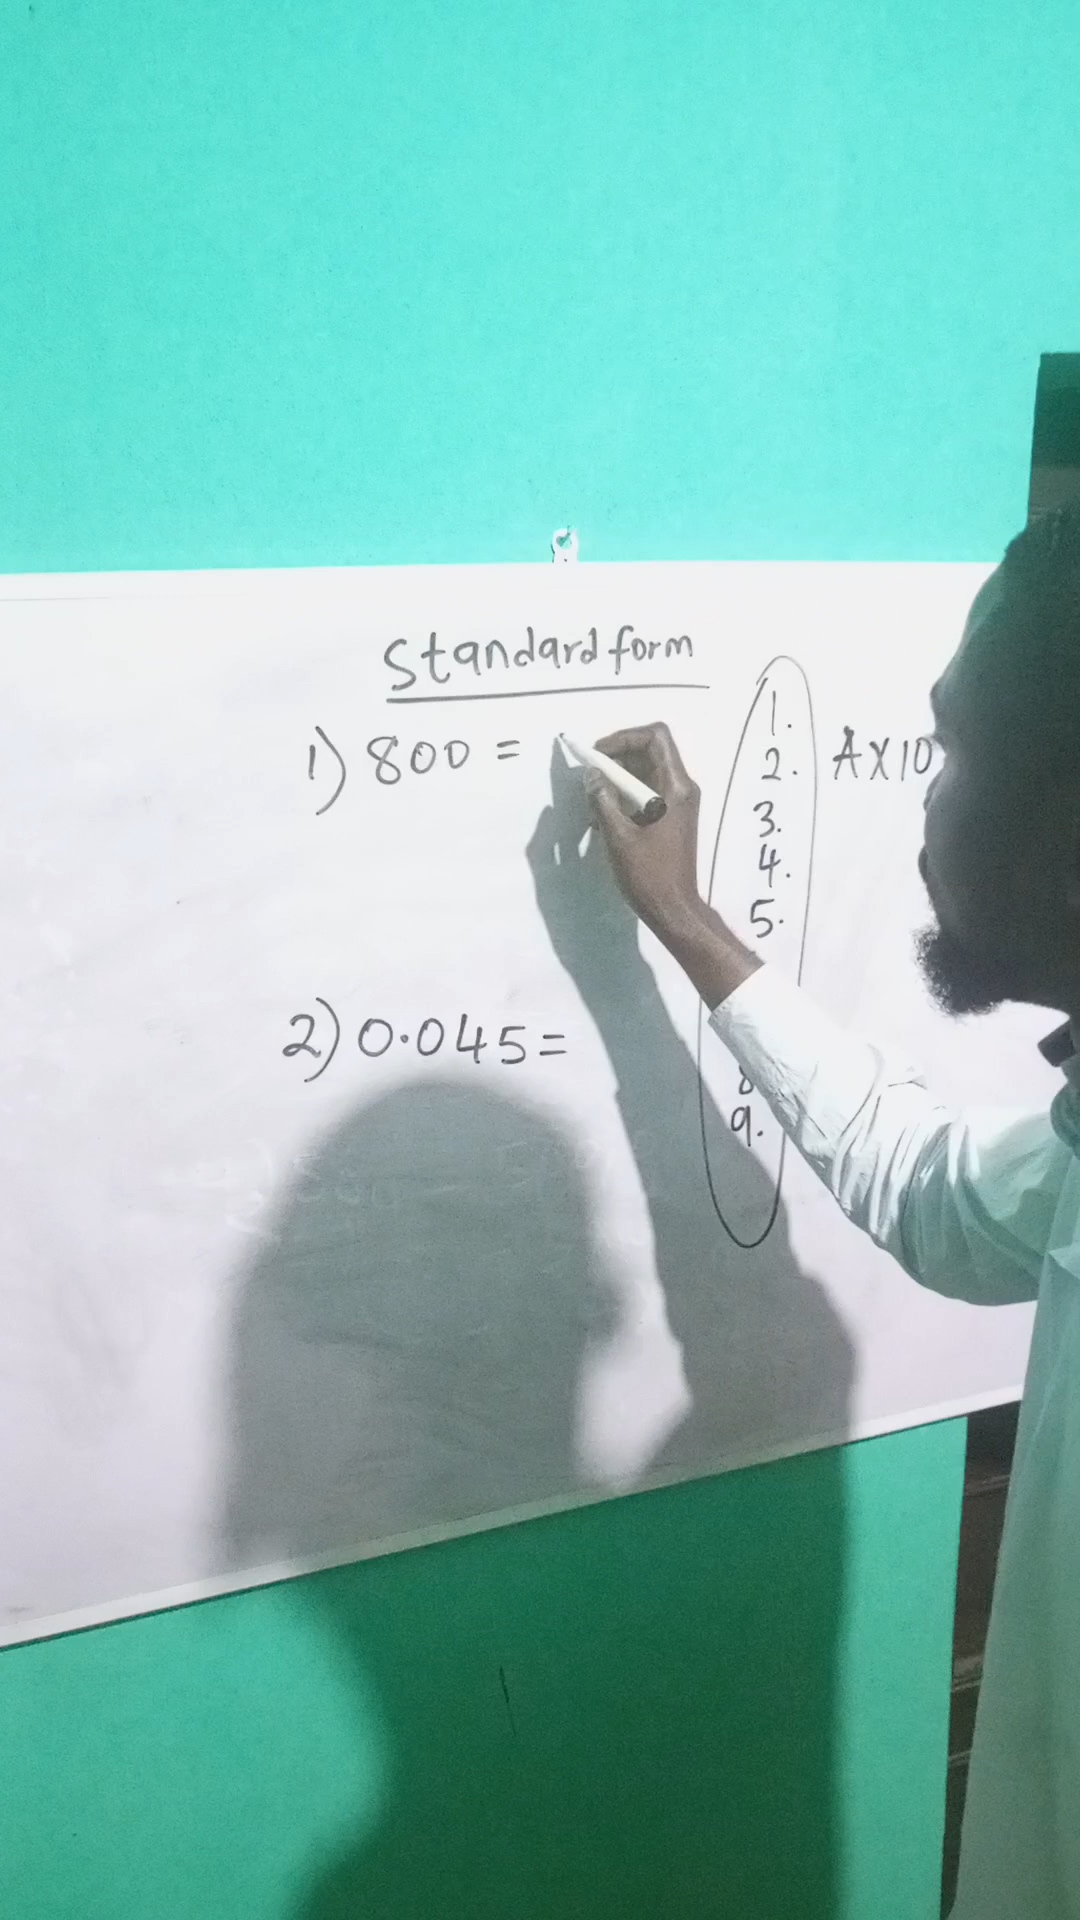 Standard form
1) 800 =
2) 0.045 =
1.
2.
3.
4.
5.
9.
A X 10